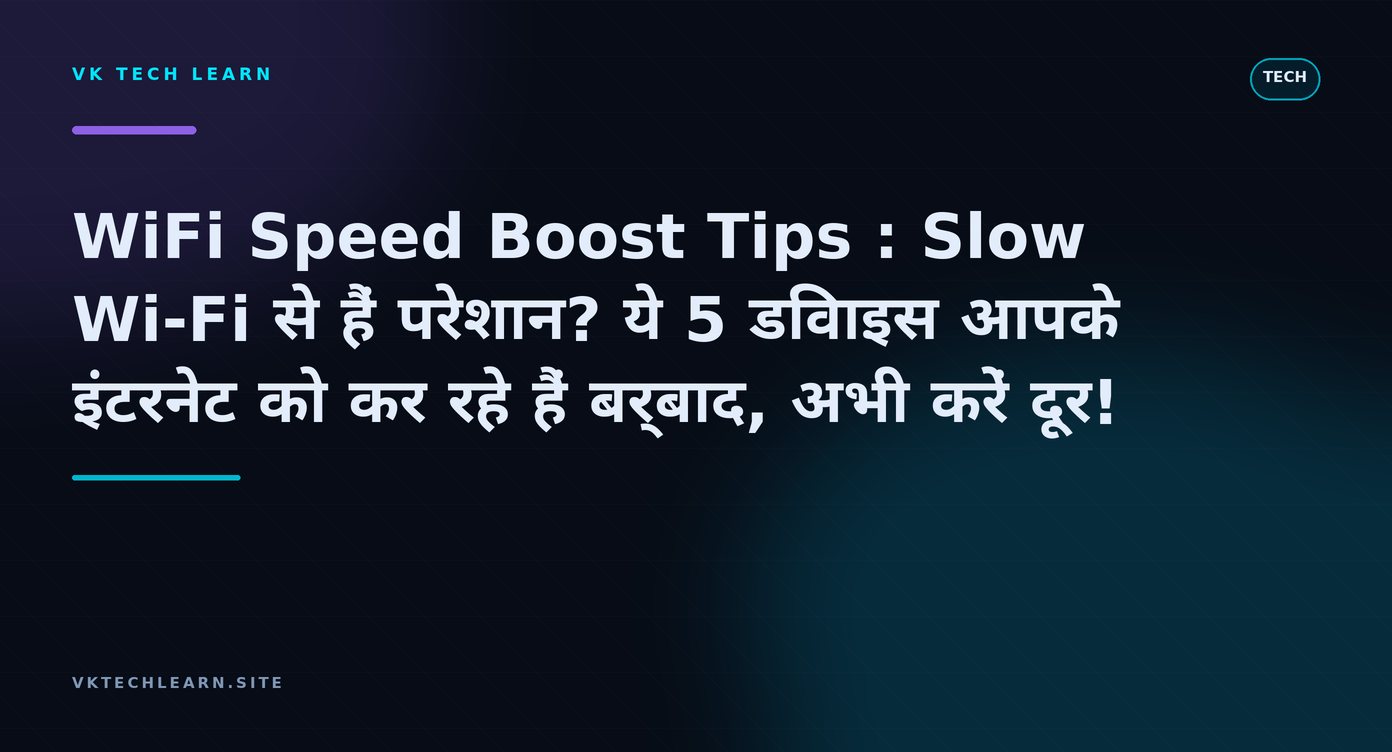 VK TECH LEARN
TECH
WiFi Speed Boost Tips : Slow
Wi-Fi से हैं परेशान? ये 5 डिवाइस आपके
इंटरनेट को कर रहे हैं बर्बाद, अभी करें दूर!
VKTECHLEARN.SITE